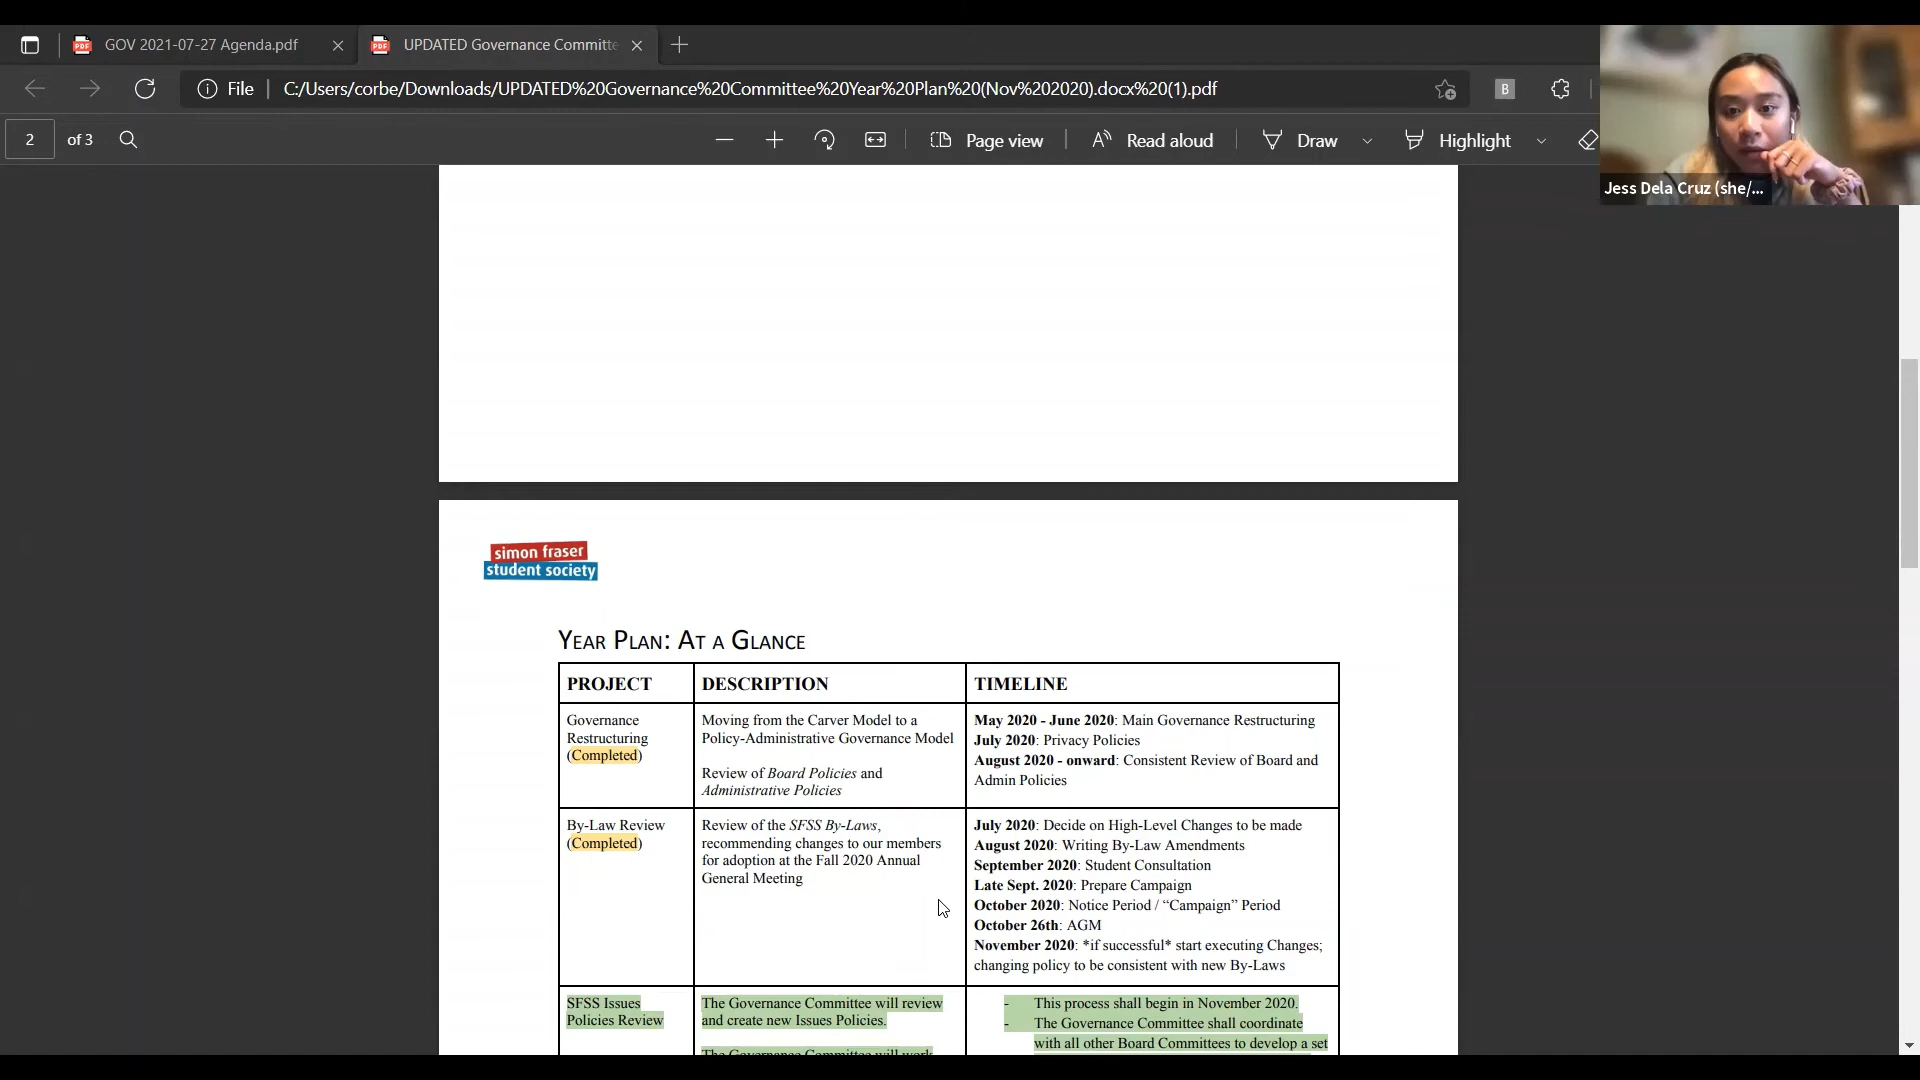 GOV 2021-07-27 Agenda.pdf
UPDATED Governance Committe
File
C:/Users/corbe/Downloads/UPDATED%20Governance%20Committee%20Year%20Plan%20(Nov%202020).docx%20(1).pdf
B
2 of 3
Page view
Read aloud
Draw
Highlight
Jess Dela Cruz (she/...
simon fraser
student society
YEAR PLAN: AT A GLANCE
PROJECT
DESCRIPTION
TIMELINE
Governance
Restructuring
(Completed)
Moving from the Carver Model to a
Policy-Administrative Governance Model
Review of Board Policies and
Administrative Policies
May 2020 - June 2020: Main Governance Restructuring
July 2020: Privacy Policies
August 2020 - onward: Consistent Review of Board and
Admin Policies
By-Law Review
(Completed)
Review of the SFSS By-Laws,
recommending changes to our members
for adoption at the Fall 2020 Annual
General Meeting
July 2020: Decide on High-Level Changes to be made
August 2020: Writing By-Law Amendments
September 2020: Student Consultation
Late Sept. 2020: Prepare Campaign
October 2020: Notice Period / “Campaign” Period
October 26th: AGM
November 2020: *if successful* start executing Changes;
changing policy to be consistent with new By-Laws
SFSS Issues
Policies Review
The Governance Committee will review
and create new Issues Policies.
The Governance Committee will work
- This process shall begin in November 2020.
- The Governance Committee shall coordinate
with all other Board Committees to develop a set